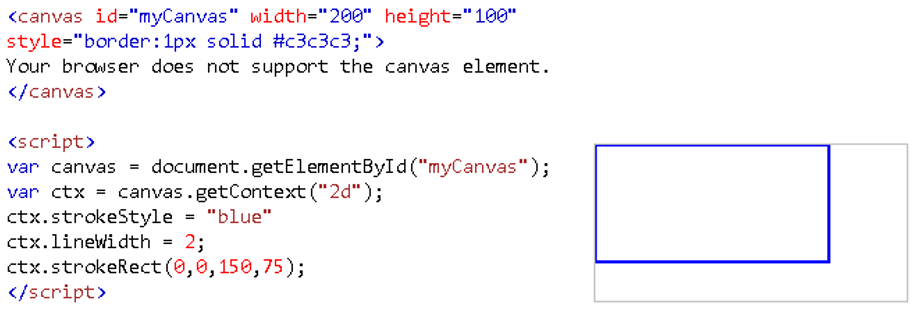 <canvas id="myCanvas" width="200" height="100"
style="border:1px solid #c3c3c3;">
Your browser does not support the canvas element.
</canvas>
<script>
var canvas = document.getElementById("myCanvas");
var ctx = canvas.getContext("2d");
ctx.strokeStyle = "blue"
ctx.lineWidth = 2;
ctx.strokeRect(0,0,150,75);
</script>